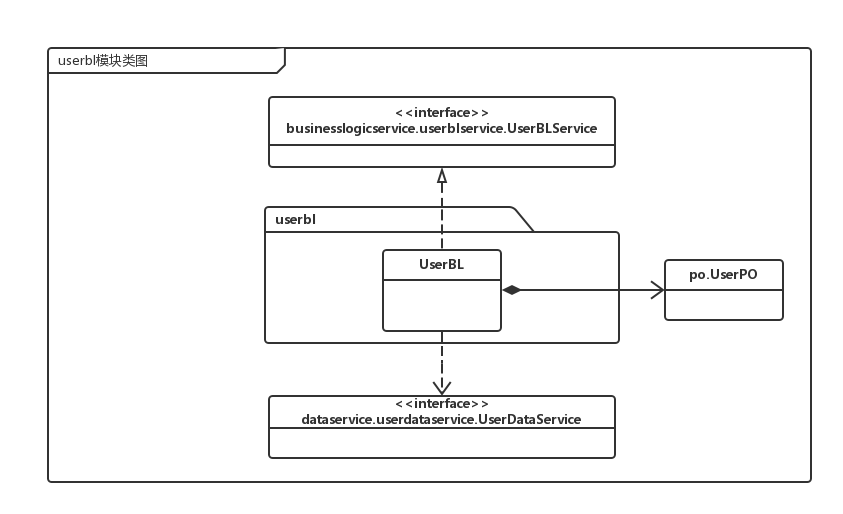 userbl模块类图
<<interface>>
businesslogicservice.userblservice.UserBLService
userbl
UserBL
po.UserPO
<<interface>>
dataservice.userdataservice.UserDataService